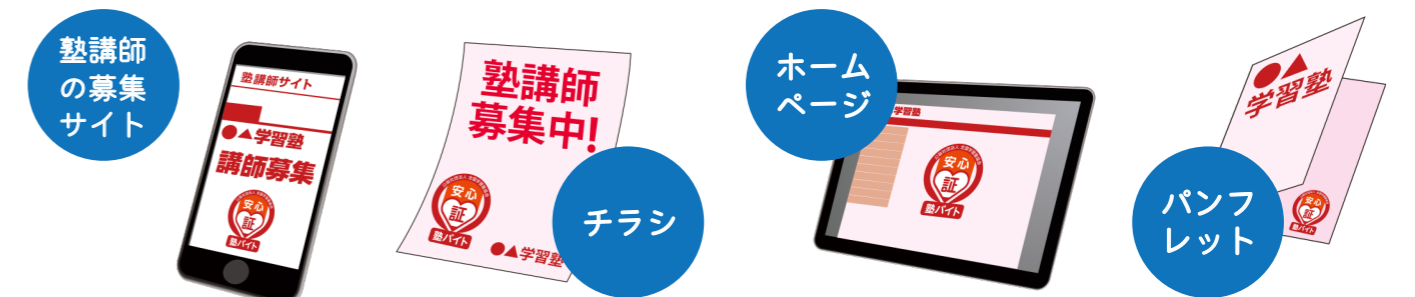 塾講師
の募集
サイト
塾講師サイト
●▲学習塾
講師募集
安心
証
塾バイト
塾講師
募集中!
安心
証
塾バイト
●▲学習塾
チラシ
ホーム
ページ
学習塾
安心
証
塾バイト
●▲
学習塾
安心
証
塾バイト
パンフ
レット